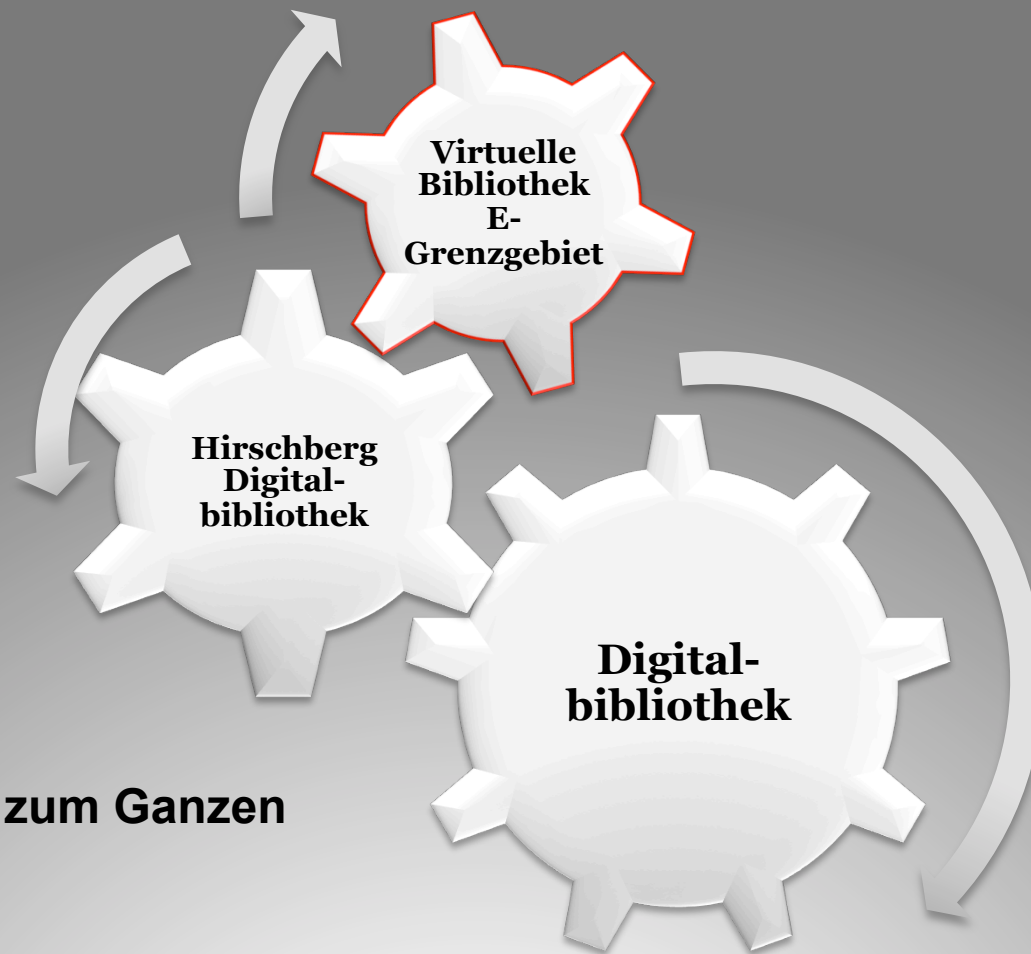 Virtuelle
Bibliothek
E-
Grenzgebiet
Hirschberg
Digital-
bibliothek
Digital-
bibliothek
zum Ganzen